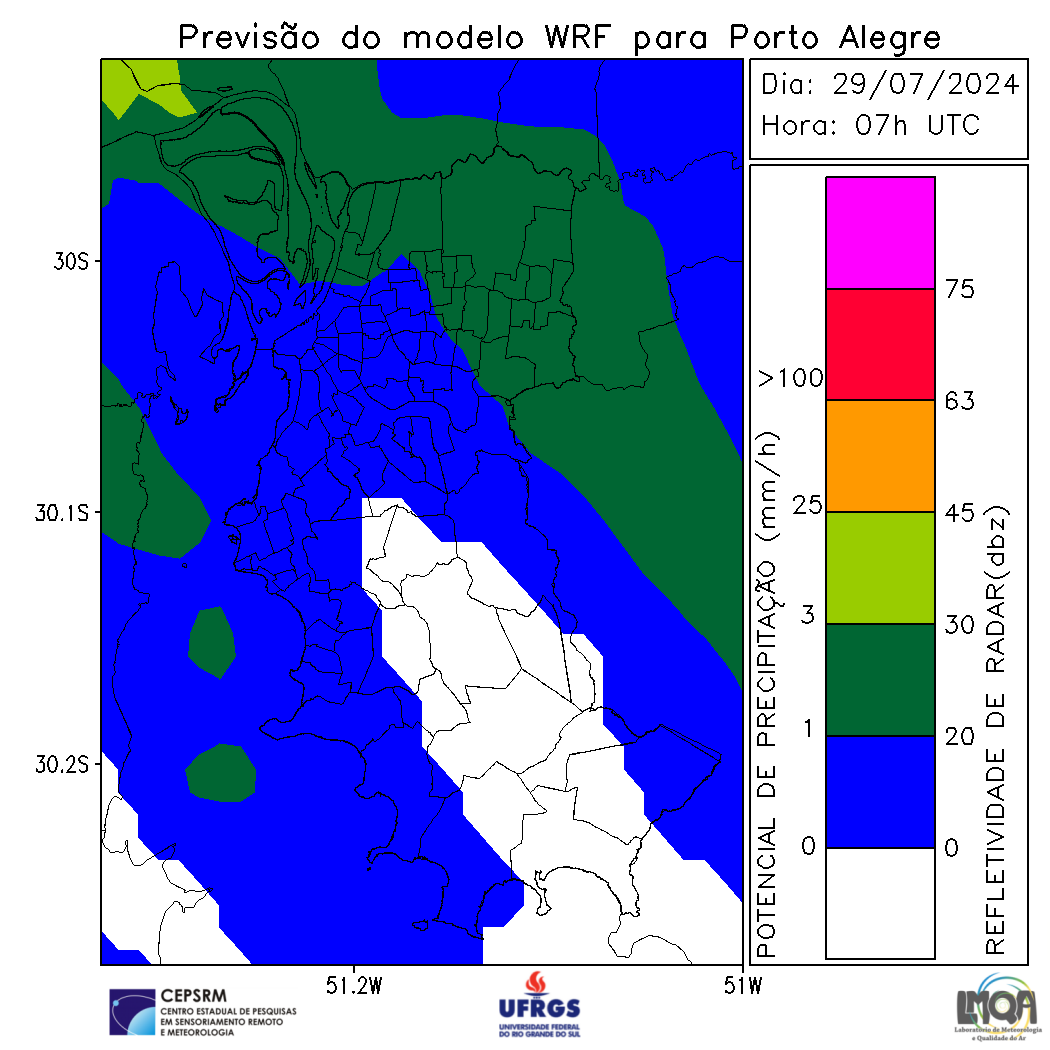 Previsão do modelo WRF para Porto Alegre
Dia: 29/07/2024
Hora: 07h UTC
30S
30.1S
30.2S
51.2W
51W
POTENCIAL DE PRECIPITAÇÃO (mm/h)
>100
25
3
1
0
75
63
45
30
20
0
REFLETIVIDADE DE RADAR(dbz)
CEPSRM
CENTRO ESTADUAL DE PESQUISAS
EM SENSORIAMENTO REMOTO
E METEOROLOGIA
UFRGS
UNIVERSIDADE FEDERAL
DO RIO GRANDE DO SUL
LMQA
Laboratório de Meteorologia
e Qualidade do Ar